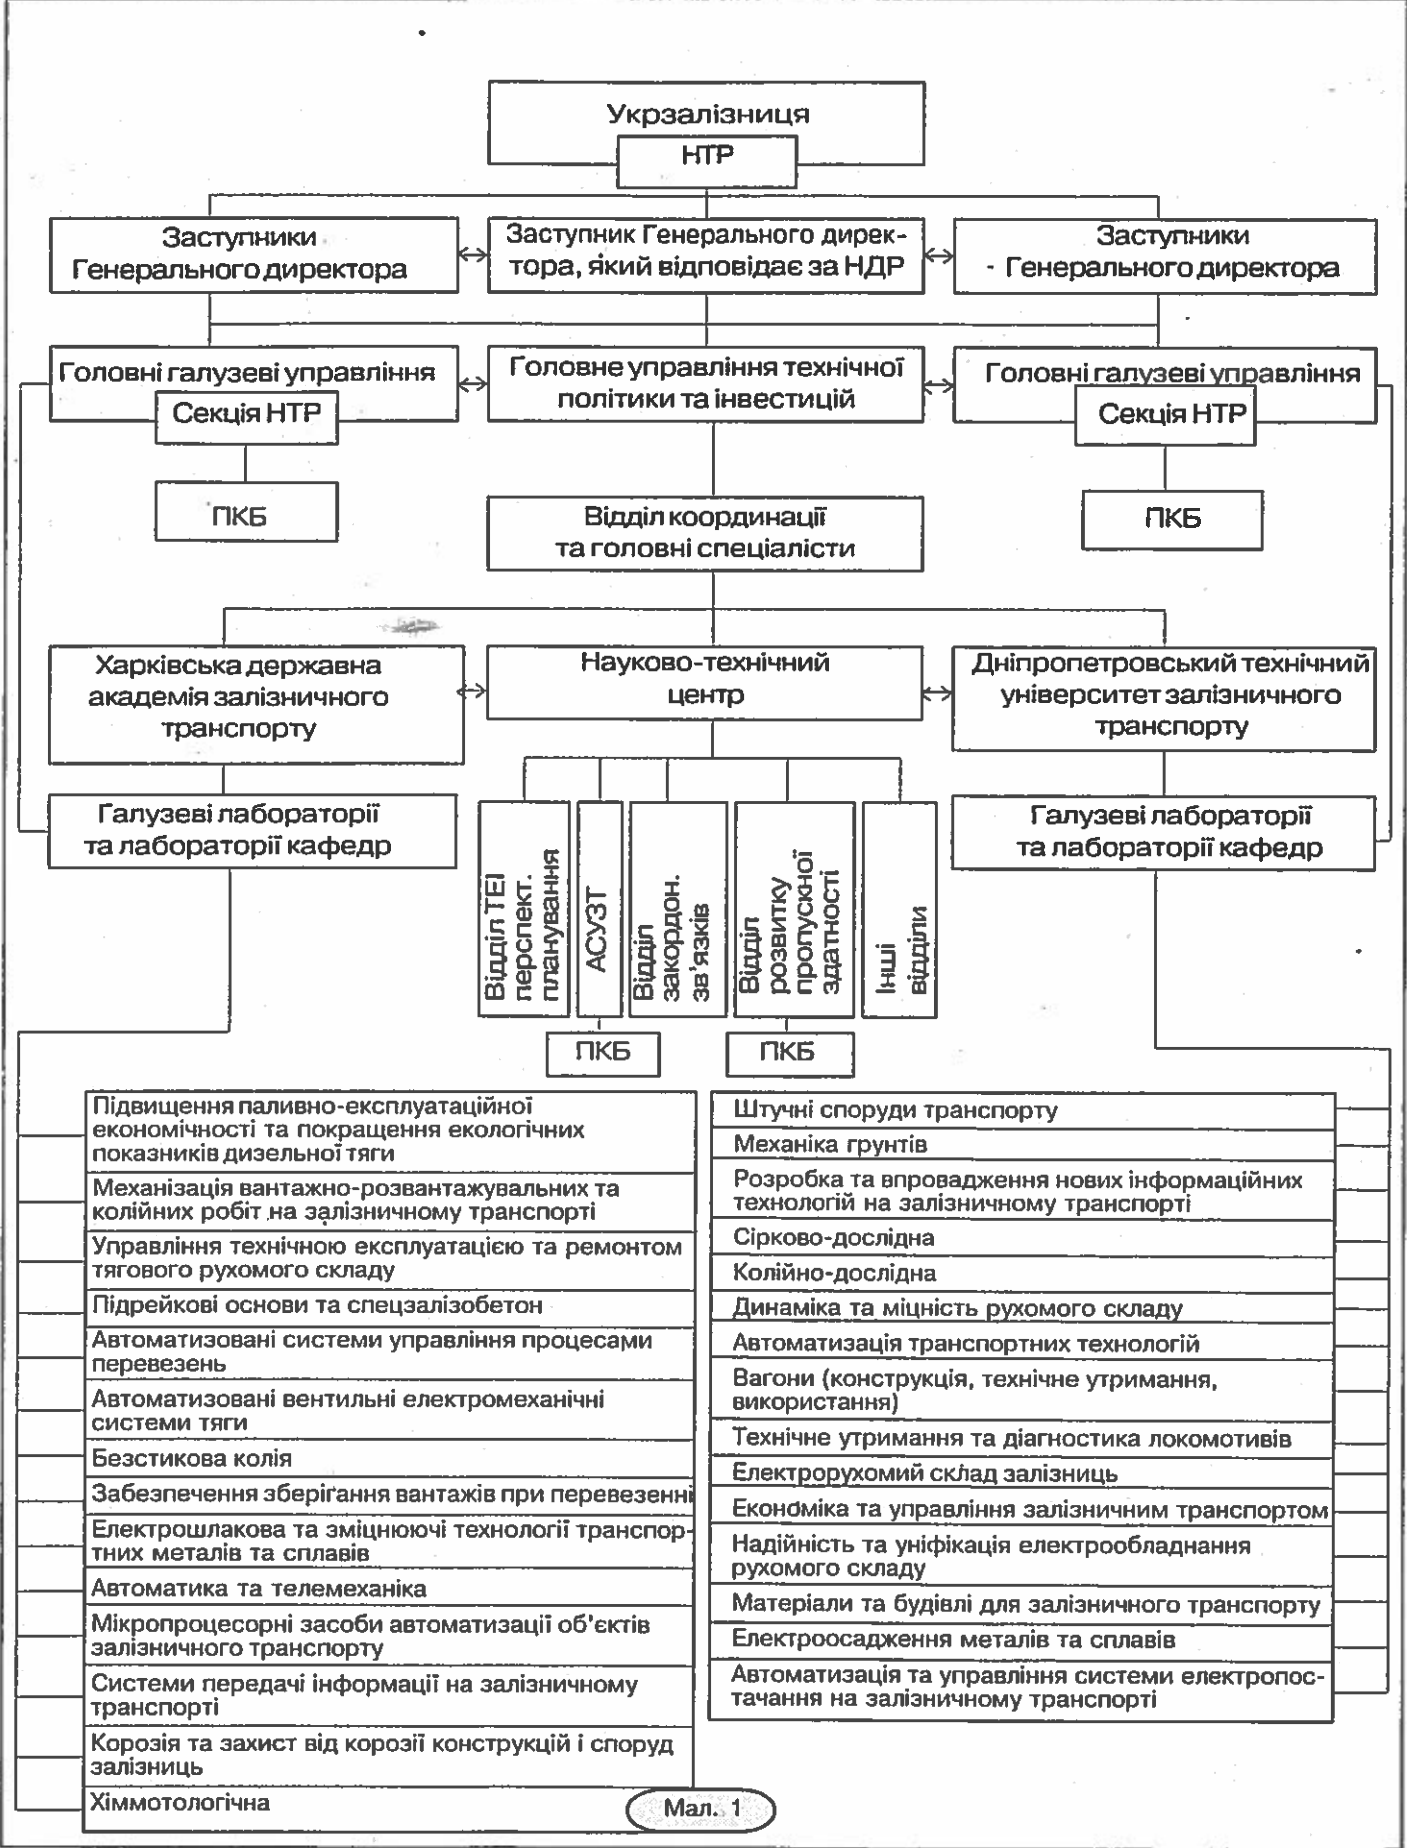 Укрзалізниця
НТР
Заступники
Генерального директора
Заступник Генерального дирек-
тора, який відповідає за НДР
Заступники
- Генерального директора
Головні галузеві управління
Секція НТР
Головне управління технічної
політики та інвестицій
Головні галузеві управління
Секція НТР
ПКБ
Відділ координації
та головні спеціалісти
ПКБ
Харківська державна
академія залізничного
транспорту
Науково-технічний
центр
Дніпропетровський технічний
університет залізничного
транспорту
Галузеві лабораторії
та лабораторії кафедр
Відділ ТЕІ
перспект.
планування
АСУЗТ
Відділ
закордон.
зв'язків
Відділ
розвитку
пропускної
здатності
Інші
відділи
Галузеві лабораторії
та лабораторії кафедр
ПКБ
ПКБ
Підвищення паливно-експлуатаційної
економічності та покращення екологічних
показників дизельної тяги
Механізація вантажно-розвантажувальних та
колійних робіт на залізничному транспорті
Управління технічною експлуатацією та ремонтом
тягового рухомого складу
Підрейкові основи та спецзалізобетон
Автоматизовані системи управління процесами
перевезень
Автоматизовані вентильні електромеханічні
системи тяги
Безстикова колія
Забезпечення зберігання вантажів при перевезенні
Електрошлакова та зміцнюючі технології транспор-
тних металів та сплавів
Автоматика та телемеханіка
Мікропроцесорні засоби автоматизації об'єктів
залізничного транспорту
Системи передачі інформації на залізничному
транспорті
Корозія та захист від корозії конструкцій і споруд
залізниць
Хіммотологічна
Штучні споруди транспорту
Механіка грунтів
Розробка та впровадження нових інформаційних
технологій на залізничному транспорті
Сірково-дослідна
Колійно-дослідна
Динаміка та міцність рухомого складу
Автоматизація транспортних технологій
Вагони (конструкція, технічне утримання,
використання)
Технічне утримання та діагностика локомотивів
Електрорухомий склад залізниць
Економіка та управління залізничним транспортом
Надійність та уніфікація електрообладнання
рухомого складу
Матеріали та будівлі для залізничного транспорту
Електроосадження металів та сплавів
Автоматизація та управління системи електропос-
тачання на залізничному транспорті
Мал. 1